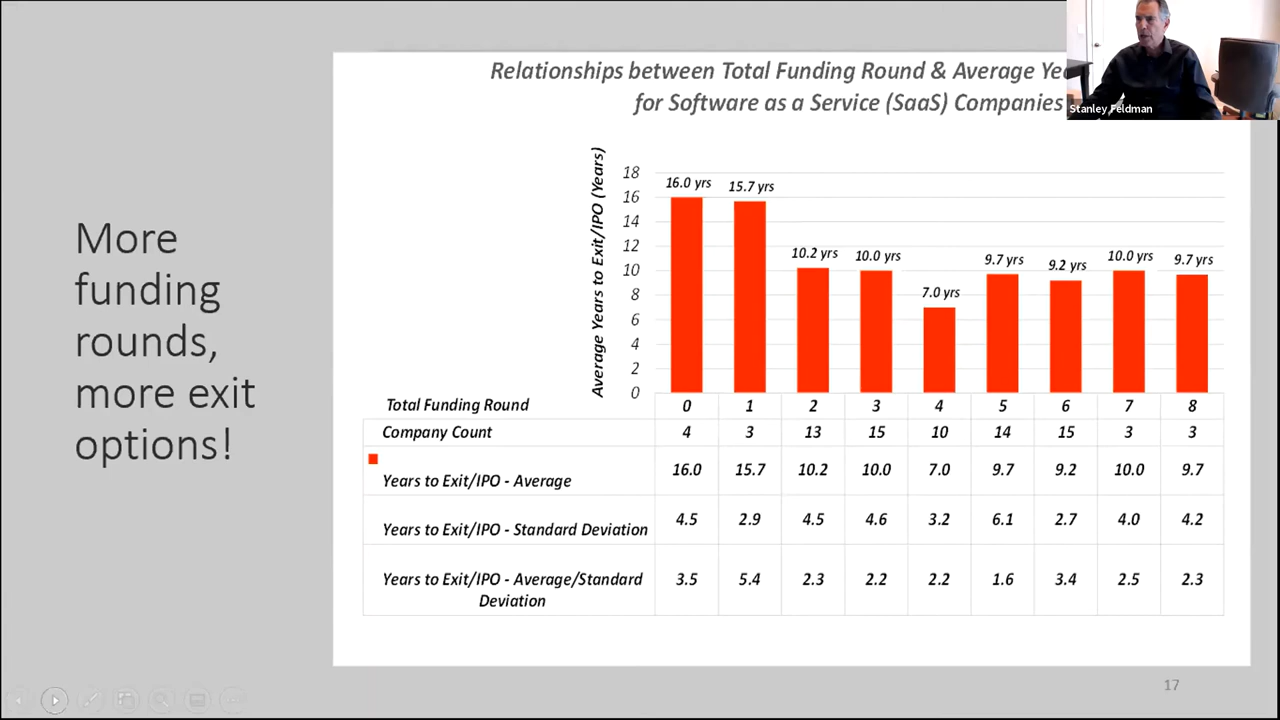 Relationships between Total Funding Round & Average
for Software as a Service (SaaS) Companies
Stanley Feldman
More
funding
rounds,
more exit
options!
Average Years to Exit/IPO (Years)
18
16
14
12
10
8
6
4
2
0
16.0 yrs 15.7 yrs 10.2 yrs 10.0 yrs 7.0 yrs 9.7 yrs 9.2 yrs 10.0 yrs 9.7 yrs
Total Funding Round 0 1 2 3 4 5 6 7 8
Company Count 4 3 13 15 10 14 15 3 3
Years to Exit/IPO - Average 16.0 15.7 10.2 10.0 7.0 9.7 9.2 10.0 9.7
Years to Exit/IPO - Standard Deviation 4.5 2.9 4.5 4.6 3.2 6.1 2.7 4.0 4.2
Years to Exit/IPO - Average/Standard
Deviation 3.5 5.4 2.3 2.2 2.2 1.6 3.4 2.5 2.3
17